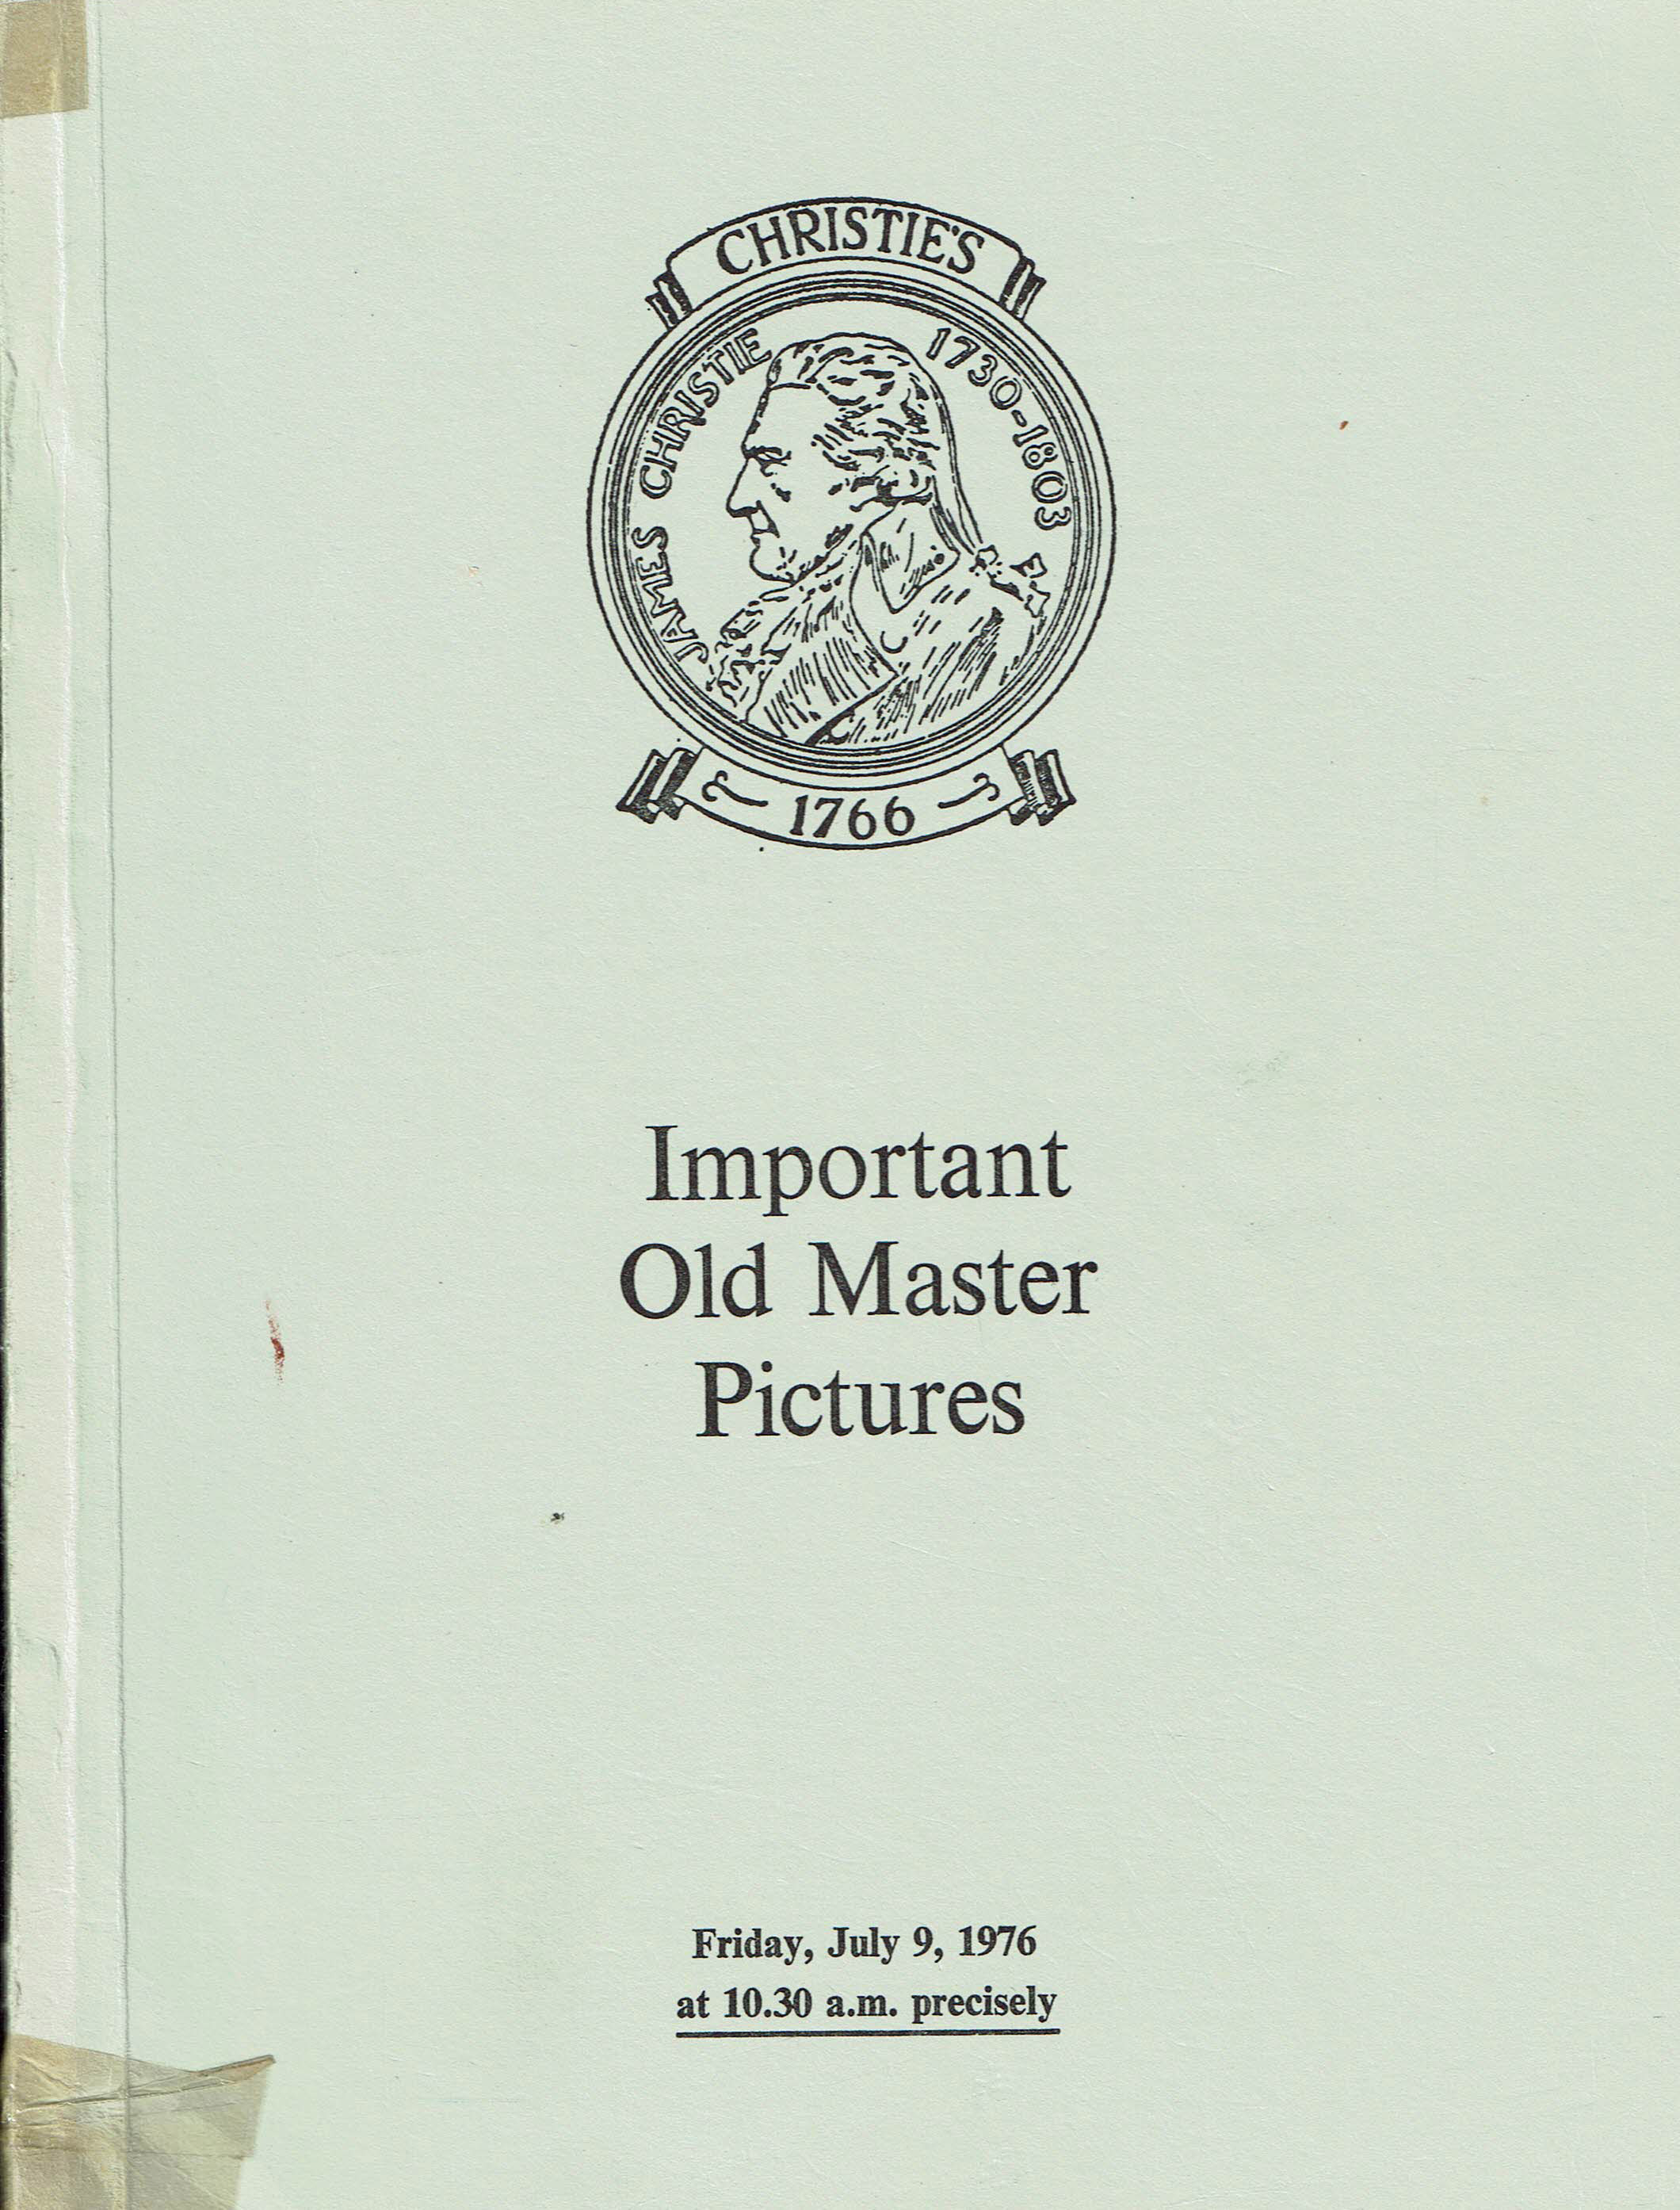 CHRISTIE'S
JAMES CHRISTIE 1730-1803
1766
Important
Old Master
Pictures
Friday, July 9, 1976
at 10.30 a.m. precisely